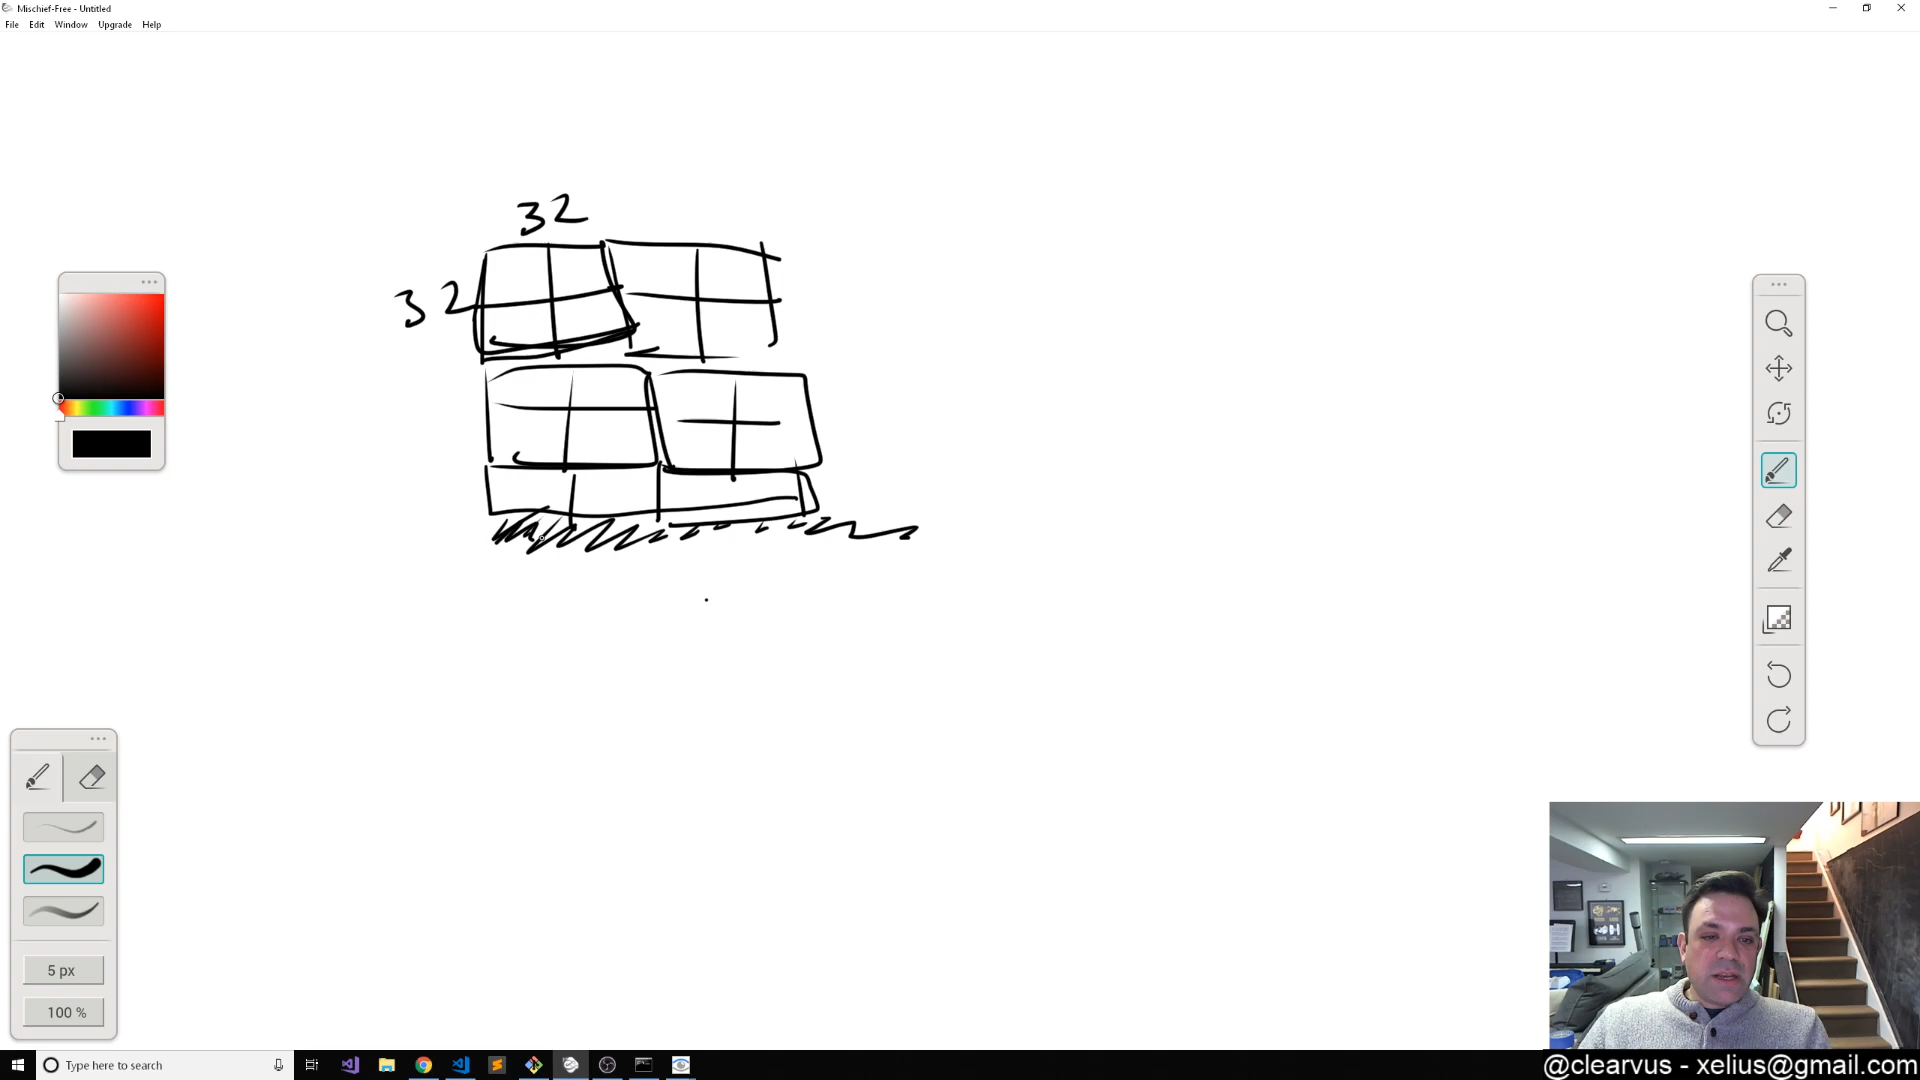 Mischief-Free - Untitled
File Edit Window Upgrade Help
32
32
5 px
100 %
Type here to search
@clearvus - xelius@gmail.com